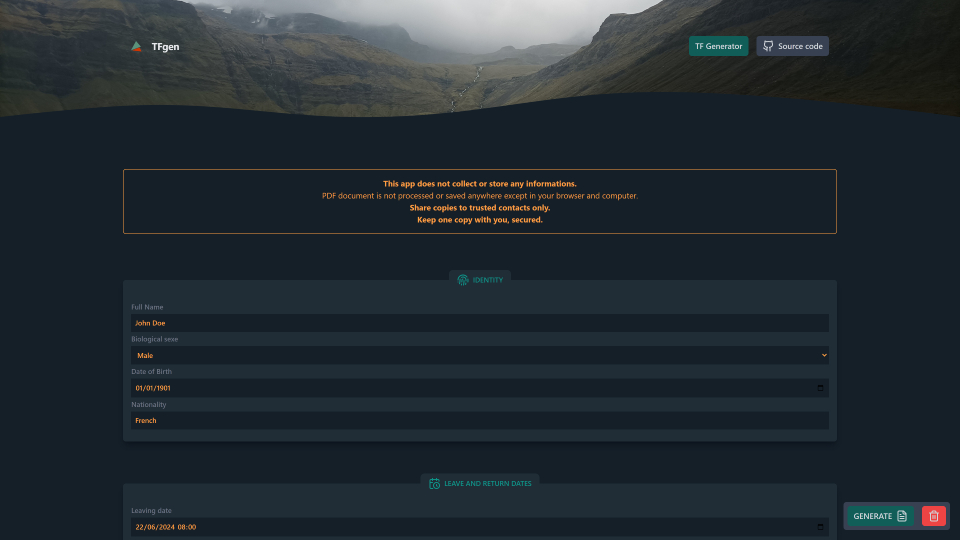 TFgen
TF Generator
Source code
This app does not collect or store any informations.
PDF document is not processed or saved anywhere except in your browser and computer.
Share copies to trusted contacts only.
Keep one copy with you, secured.
IDENTITY
Full Name
John Doe
Biological sexe
Male
Date of Birth
01/01/1901
Nationality
French
LEAVE AND RETURN DATES
Leaving date
22/06/2024 08:00
GENERATE